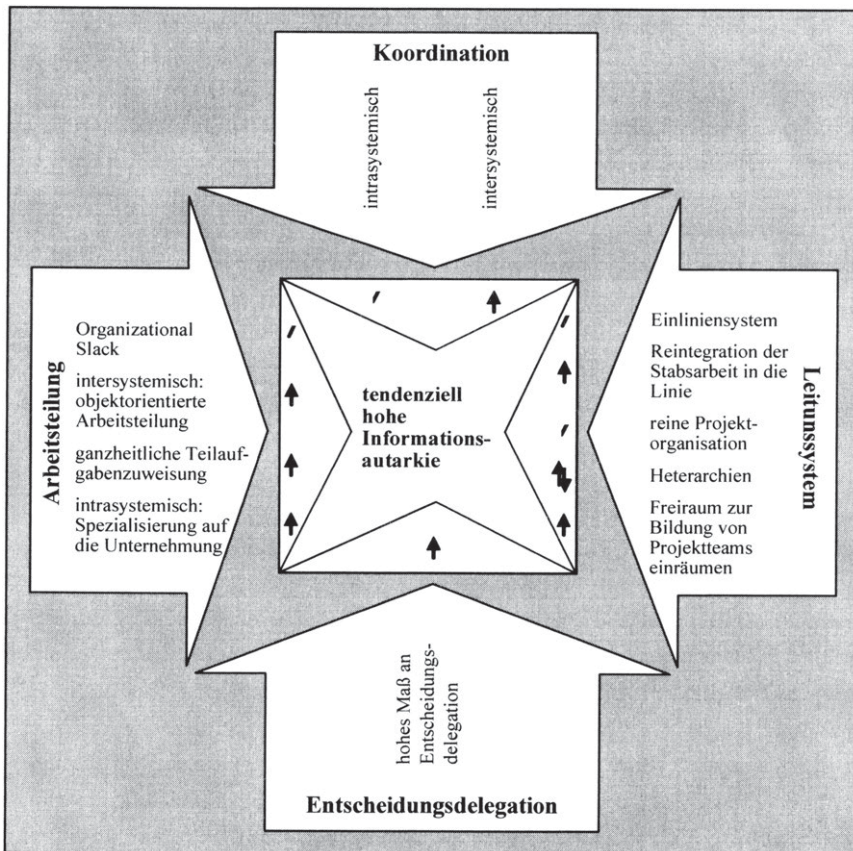 Koordination
intrasystemisch
intersystemisch
Arbeitsteilung
Organizational
Slack
intersystemisch:
objektorientierte
Arbeitsteilung
ganzheitliche Teilauf-
gabenzuweisung
intrasystemisch:
Spezialisierung auf
die Unternehmung
tendenziell
hohe
Informations-
autarkie
Einliniensystem
Reintegration der
Stabsarbeit in die
Linie
reine Projekt-
organisation
Heterarchien
Freiraum zur
Bildung von
Projektteams
einräumen
Leitunssystem
hohes Maß an
Entscheidungs-
delegation
Entscheidungsdelegation